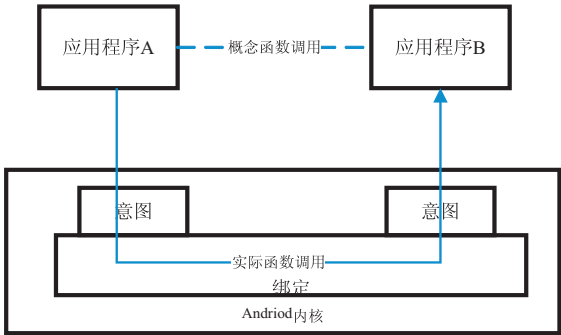 应用程序A
概念函数调用
应用程序B
意图
意图
实际函数调用
绑定
Andriod内核